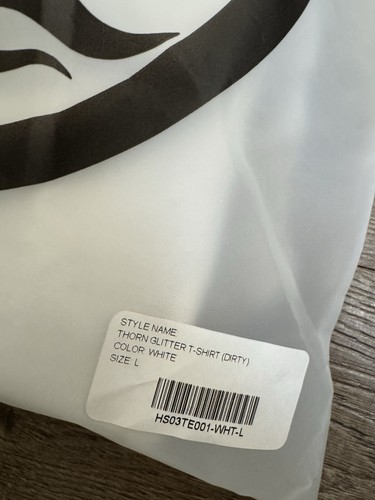 STYLE NAME:
THORN GLITTER T-SHIRT (DIRTY)
COLOR: WHITE
SIZE: L
HS03TE001-WHT-L